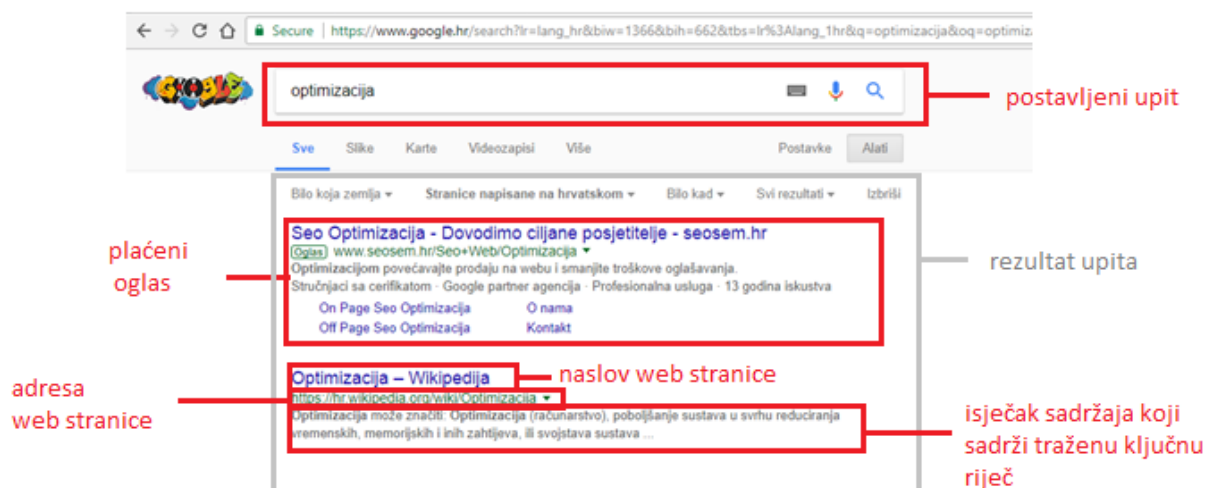 Secure https://www.google.hr/search?lr=lang_hr&biw=1366&bih=662&tbs=lr%3Alang_1hr&q=optimizacija&oq=optimiz
GOOGLE
optimizacija
postavljeni upit
Sve Slike Karte Videozapisi Više Postavke Alati
Bilo koja zemlja Stranice napisane na hrvatskom Bilo kad Svi rezultati Izbriši
Seo Optimizacija - Dovodimo ciljane posjetitelje - seosem.hr
Oglas www.seosem.hr/Seo+Web/Optimizacija
Optimizacijom povećavajte prodaju na webu i smanjite troškove oglašavanja.
Stručnjaci sa cerifikatom · Google partner agencija · Profesionalna usluga · 13 godina iskustva
On Page Seo Optimizacija O nama
Off Page Seo Optimizacija Kontakt
plaćeni
oglas
rezultat upita
Optimizacija – Wikipedija
naslov web stranice
https://hr.wikipedia.org/wiki/Optimizacija
adresa
web stranice
Optimizacija može značiti: Optimizacija (računarstvo), poboljšanje sustava u svrhu reduciranja
vremenskih, memorijskih i inih zahtijeva, ili svojstava sustava ...
isječak sadržaja koji
sadrži traženu ključnu
riječ